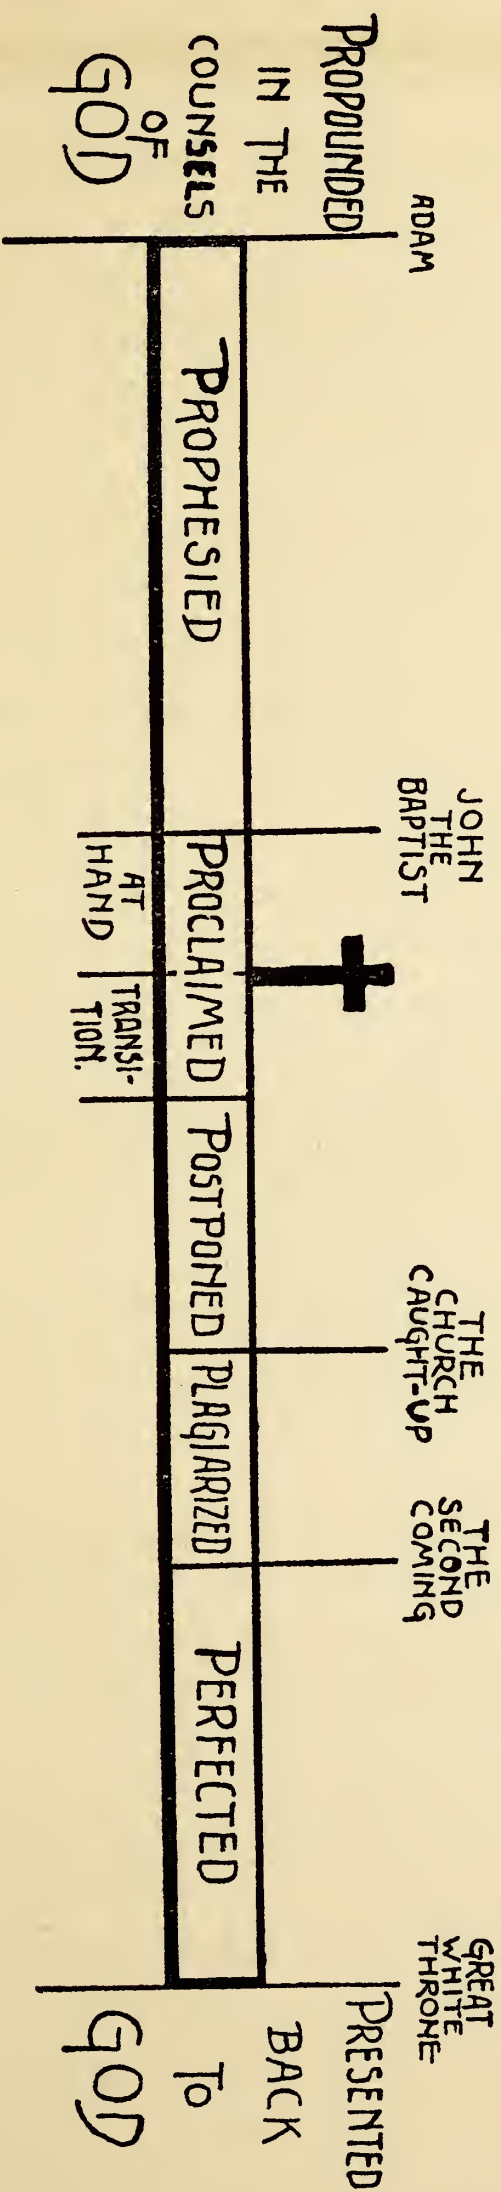 PROPOUNDED
IN THE
COUNSELS
OF
GOD
ADAM
PROPHESIED
JOHN
THE
BAPTIST
PROCLAIMED
AT
HAND
TRANSI-
TION.
POSTPONED
THE
CHURCH
CAUGHT-UP
PLAGIARIZED
THE
SECOND
COMING
PERFECTED
GREAT
WHITE
THRONE
PRESENTED
BACK
TO
GOD